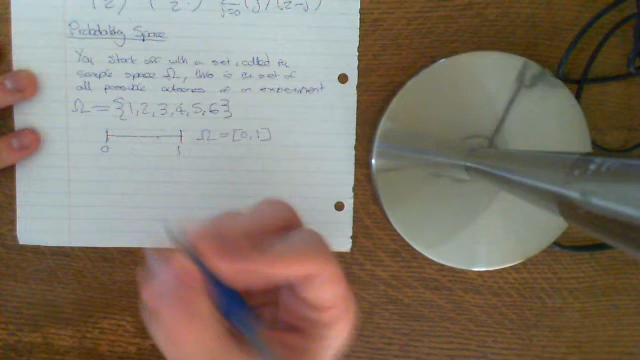 Probability Space
You start off with a set, called the
sample space Ω, this is the set of
all possible outcomes of an experiment
Ω = {1,2,3,4,5,6}
Ω = [0,1]
0 1